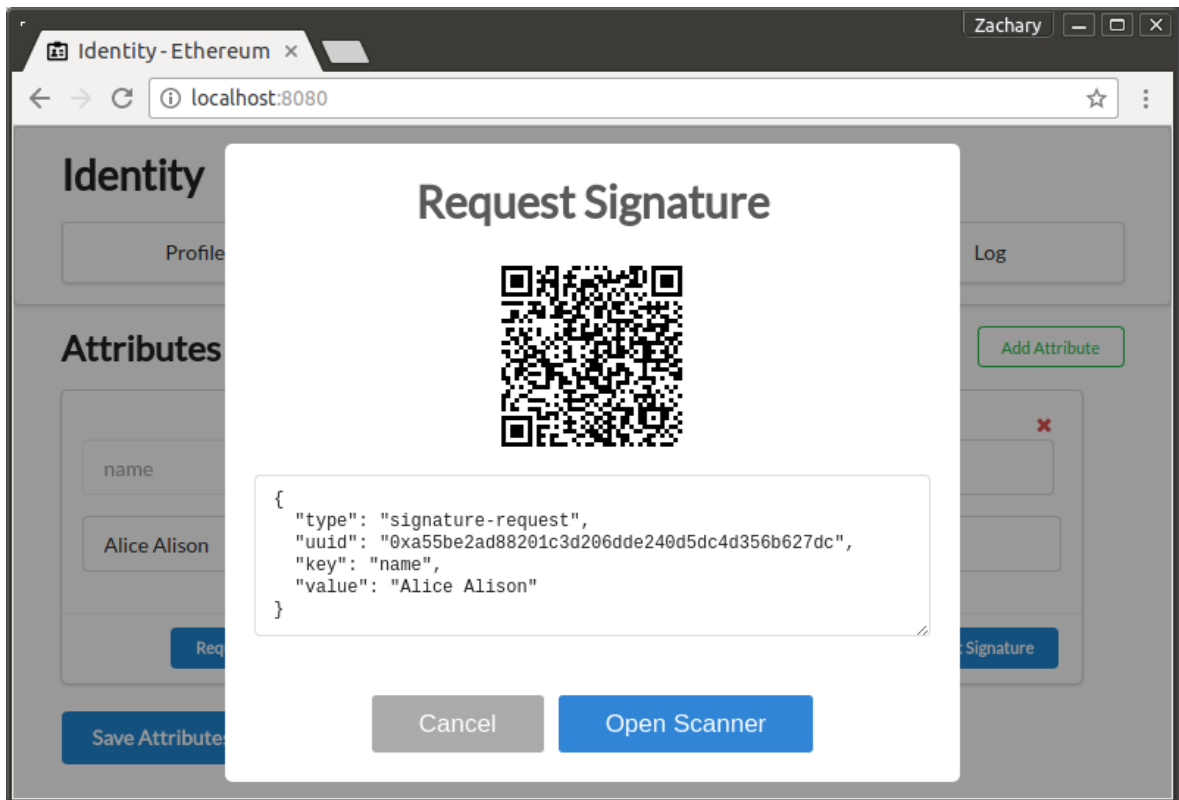 Zachary
Identity - Ethereum
localhost:8080
Identity
Request Signature
Profile
Log
Attributes
Add Attribute
name
{
"type": "signature-request",
"uuid": "0xa55be2ad88201c3d206dde240d5dc4d356b627dc",
"key": "name",
"value": "Alice Alison"
}
Alice Alison
Signature
Cancel
Open Scanner
Save Attributes